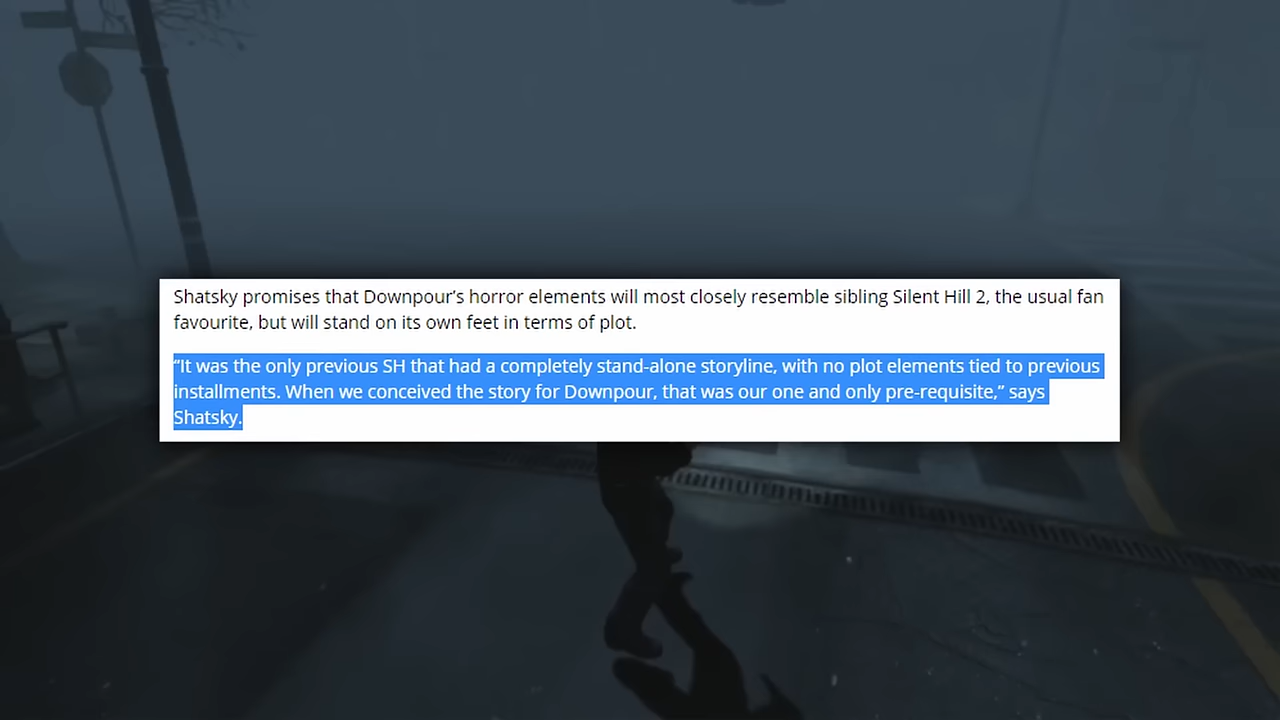 Shatsky promises that Downpour’s horror elements will most closely resemble sibling Silent Hill 2, the usual fan
favourite, but will stand on its own feet in terms of plot.
“It was the only previous SH that had a completely stand-alone storyline, with no plot elements tied to previous
installments. When we conceived the story for Downpour, that was our one and only pre-requisite,” says
Shatsky.